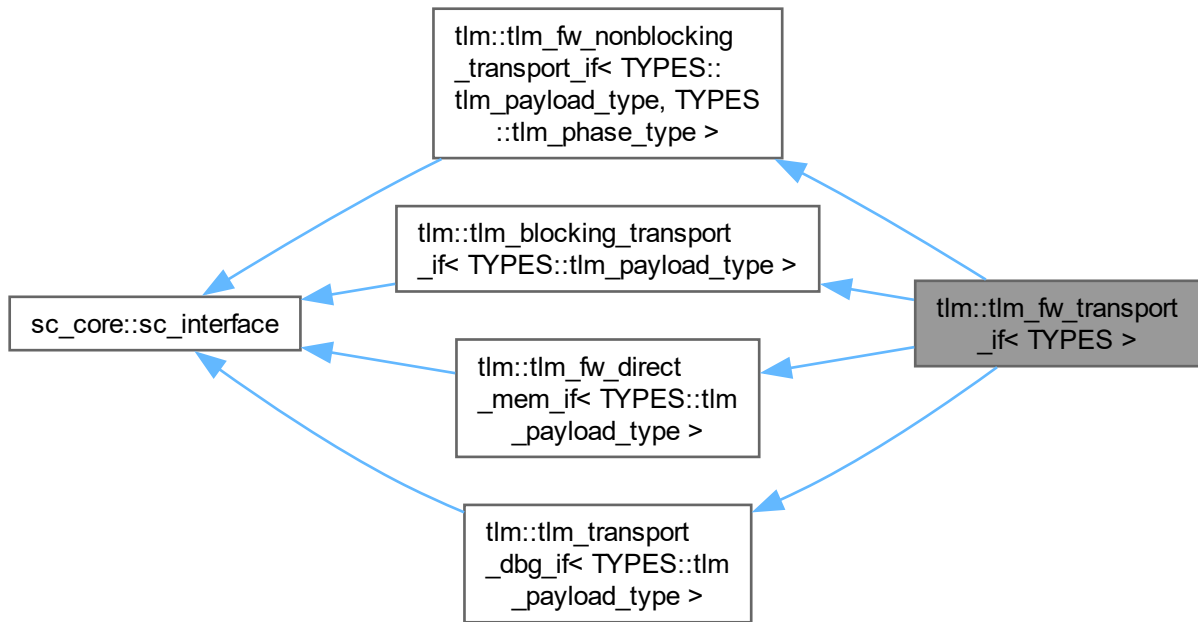 tlm::tlm_fw_nonblocking
_transport_if< TYPES::
tlm_payload_type, TYPES
::tlm_phase_type >
tlm::tlm_blocking_transport
_if< TYPES::tlm_payload_type >
sc_core::sc_interface
tlm::tlm_fw_transport
_if< TYPES >
tlm::tlm_fw_direct
_mem_if< TYPES::tlm
_payload_type >
tlm::tlm_transport
_dbg_if< TYPES::tlm
_payload_type >